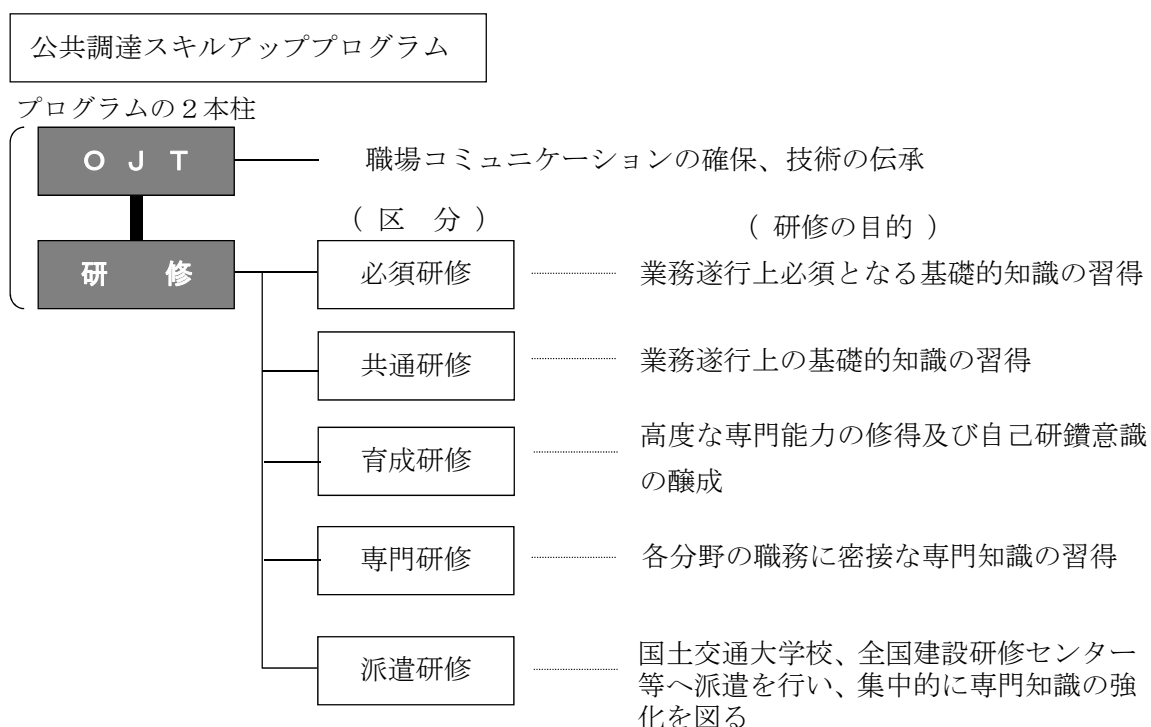 公共調達スキルアッププログラム
プログラムの２本柱
ＯＪＴ
職場コミュニケーションの確保、技術の伝承
（区　分）
（研修の目的）
研　修
必須研修
業務遂行上必須となる基礎的知識の習得
共通研修
業務遂行上の基礎的知識の習得
育成研修
高度な専門能力の修得及び自己研鑽意識
の醸成
専門研修
各分野の職務に密接な専門知識の習得
派遣研修
国土交通大学校、全国建設研修センター
等へ派遣を行い、集中的に専門知識の強
化を図る